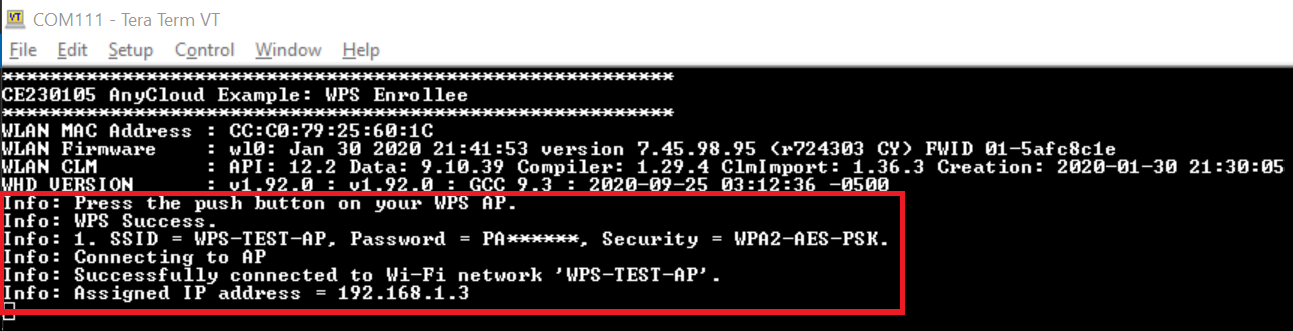 COM111 - Tera Term VT
File Edit Setup Control Window Help
********************************************************
CE230105 AnyCloud Example: WPS Enrollee
********************************************************
WLAN MAC Address : CC:C0:79:25:60:1C
WLAN Firmware : wl0: Jan 30 2020 21:41:53 version 7.45.98.95 (r724303 CY) FWID 01-5afc8c1e
WLAN CLM : API: 12.2 Data: 9.10.39 Compiler: 1.29.4 ClmImport: 1.36.3 Creation: 2020-01-30 21:30:05
WHD VERSION : v1.92.0 : v1.92.0 : GCC 9.3 : 2020-09-25 03:12:36 -0500
Info: Press the push button on your WPS AP.
Info: WPS Success.
Info: 1. SSID = WPS-TEST-AP, Password = PA******, Security = WPA2-AES-PSK.
Info: Connecting to AP
Info: Successfully connected to Wi-Fi network 'WPS-TEST-AP'.
Info: Assigned IP address = 192.168.1.3